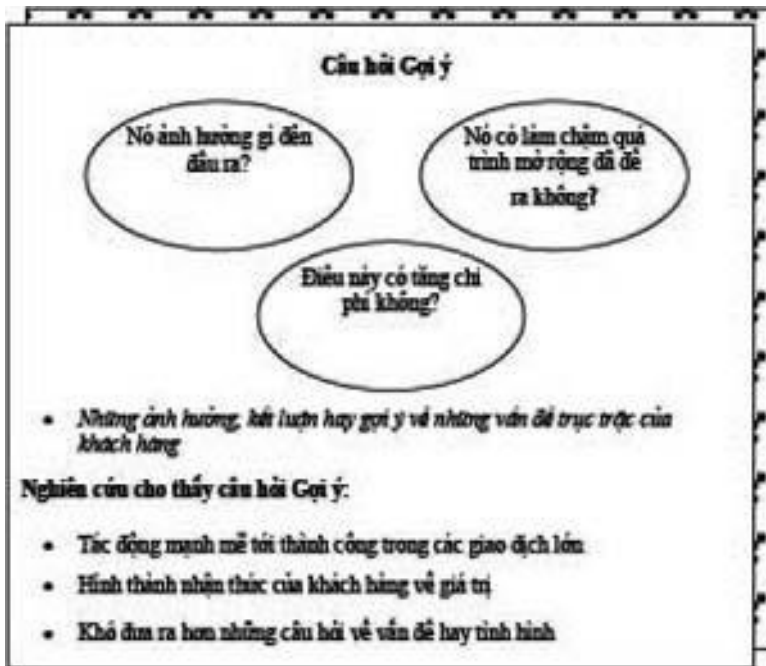 Câu hỏi Gợi ý
Nó ảnh hưởng gì đến
đầu ra?
Nó có làm chậm quá
trình mở rộng đã đề
ra không?
Điều này có tăng chi
phí không?
• Những ảnh hưởng, kết luận hay gợi ý về những vấn đề trục trặc của
khách hàng
Nghiên cứu cho thấy câu hỏi Gợi ý:
• Tác động mạnh mẽ tới thành công trong các giao dịch lớn
• Hình thành nhận thức của khách hàng về giá trị
• Khó đưa ra hơn những câu hỏi về vấn đề hay tình hình